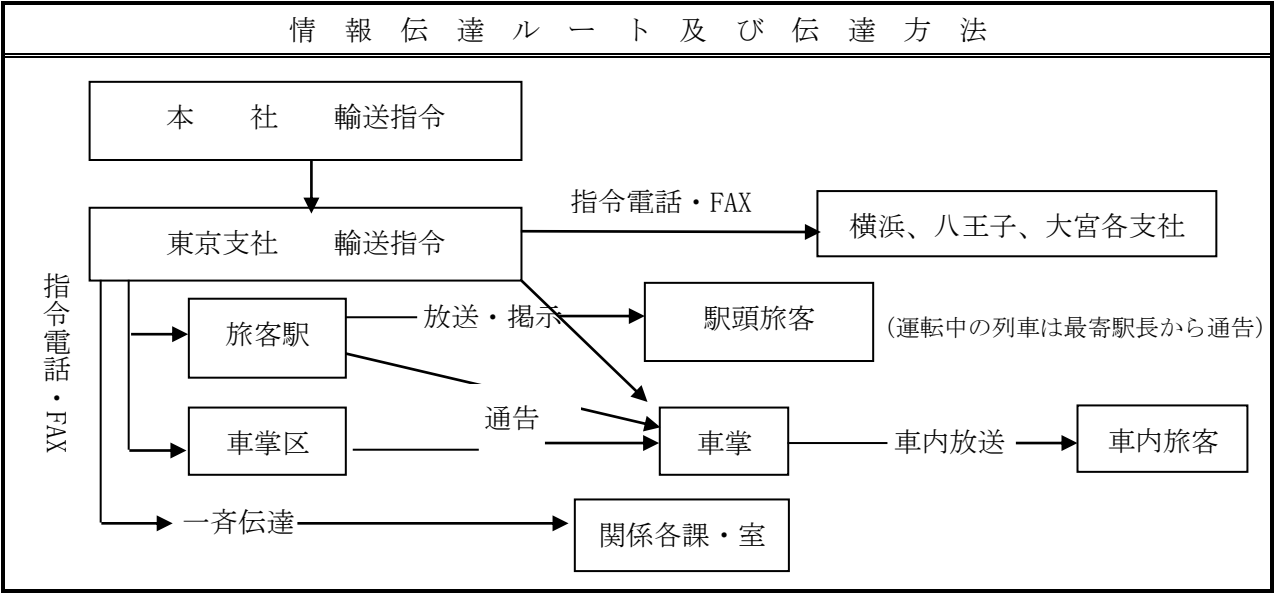 情報伝達ルート及び伝達方法
本　社　輸送指令
指令電話・FAX
東京支社　輸送指令
横浜、八王子、大宮各支社
指令電話・FAX
旅客駅
放送・掲示
駅頭旅客
(運転中の列車は最寄駅長から通告)
車掌区
通告
車掌
車内放送
車内旅客
一斉伝達
関係各課・室